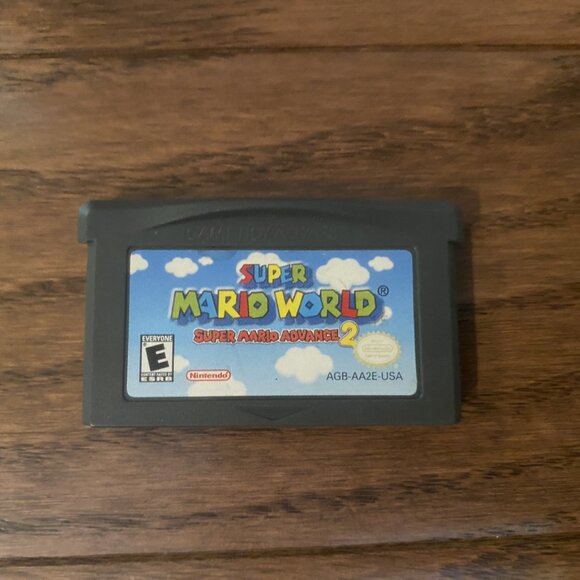 GAME BOY ADVANCE
SUPER
MARIO WORLD®
SUPER MARIO ADVANCE 2
EVERYONE
E
CONTENT RATED BY
ESRB
Nintendo
AGB-AA2E-USA